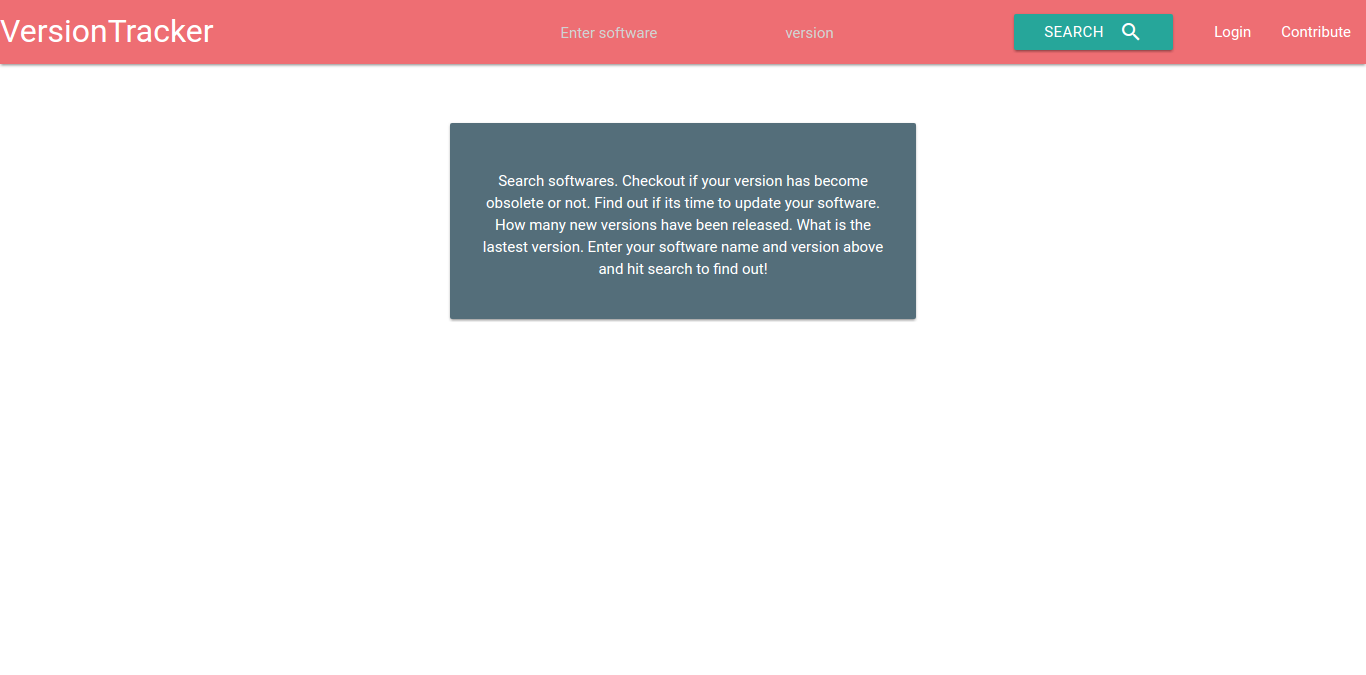 VersionTracker
Enter software
version
SEARCH
Login
Contribute
Search softwares. Checkout if your version has become
obsolete or not. Find out if its time to update your software.
How many new versions have been released. What is the
lastest version. Enter your software name and version above
and hit search to find out!